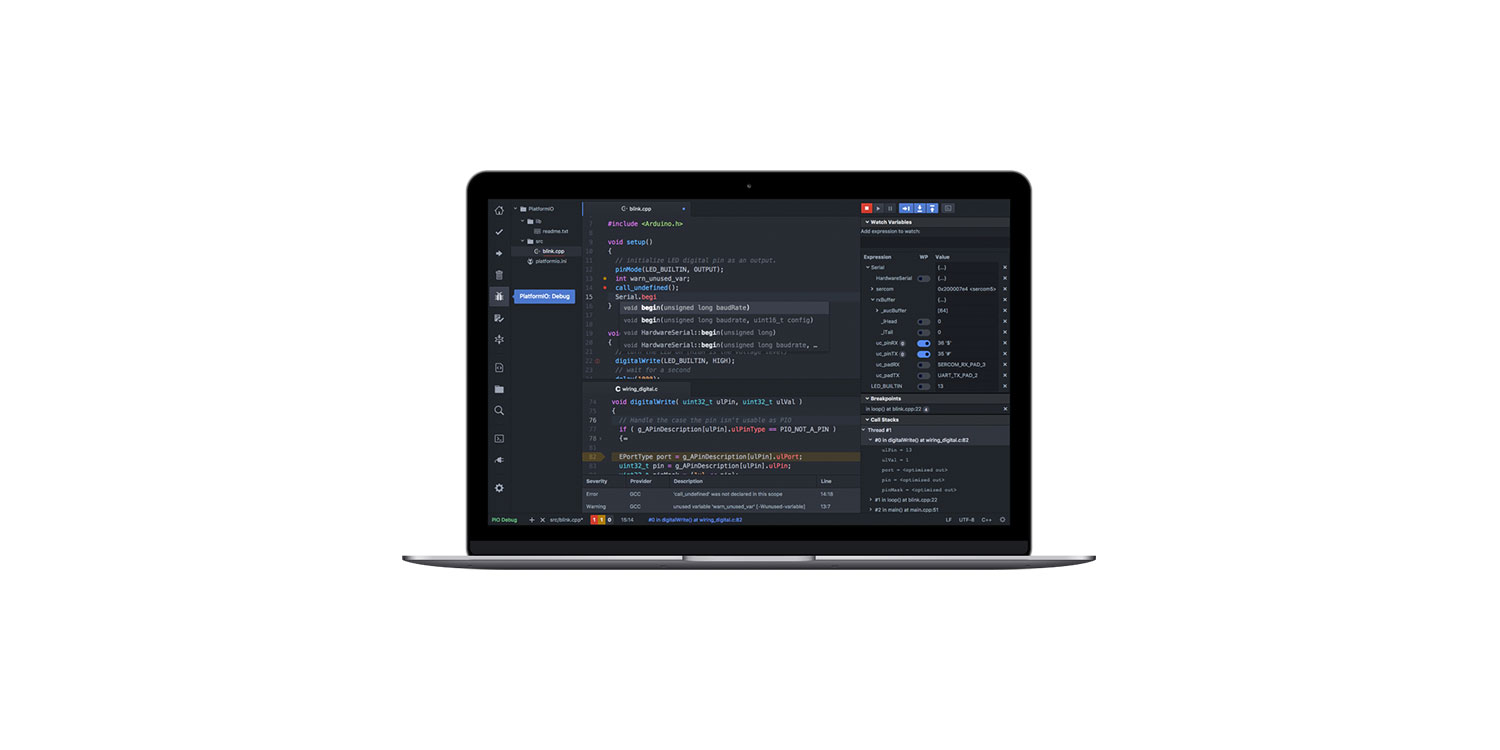 PlatformIO
lib
readme.txt
src
blink.cpp
platformio.ini
PlatformIO: Debug
blink.cpp
7 #include <Arduino.h>
8
9 void setup()
10 {
11 // initialize LED digital pin as an output.
12 pinMode(LED_BUILTIN, OUTPUT);
13 int warn_unused_var;
14 call_undefined();
15 Serial.begi
16 }
void begin(unsigned long baudRate)
17
void begin(unsigned long baudrate, uint16_t config)
18
19 voi
void HardwareSerial::begin(unsigned long)
20 {
void HardwareSerial::begin(unsigned long baudrate, …
21
22 digitalWrite(LED_BUILTIN, HIGH);
23 // wait for a second
wiring_digital.c
74 void digitalWrite( uint32_t ulPin, uint32_t ulVal )
75 {
76 // Handle the case the pin isn't usable as PIO
77 if ( g_APinDescription[ulPin].ulPinType == PIO_NOT_A_PIN )
78 {
81
82 EPortType port = g_APinDescription[ulPin].ulPort;
83 uint32_t pin = g_APinDescription[ulPin].ulPin;
Severity Provider Description Line
Error GCC 'call_undefined' was not declared in this scope 14:18
Warning GCC unused variable 'warn_unused_var' [-Wunused-variable] 13:7
Watch Variables
Add expression to watch:
Expression WP Value
Serial {...}
HardwareSerial {...}
sercom 0x200007e4 <sercom5>
rxBuffer {...}
_aucBuffer [64]
_iHead 0
_iTail 0
uc_pinRX 36 '$'
uc_pinTX 35 '#'
uc_padRX SERCOM_RX_PAD_3
uc_padTX UART_TX_PAD_2
LED_BUILTIN 13
Breakpoints
in loop() at blink.cpp:22
Call Stacks
Thread #1
#0 in digitalWrite() at wiring_digital.c:82
ulPin = 13
ulVal = 1
port = <optimized out>
pin = <optimized out>
pinMask = <optimized out>
#1 in loop() at blink.cpp:22
#2 in main() at main.cpp:51
PIO Debug + × src/blink.cpp* 1 1 0 15:14 #0 in digitalWrite() at wiring_digital.c:82 LF UTF-8 C++